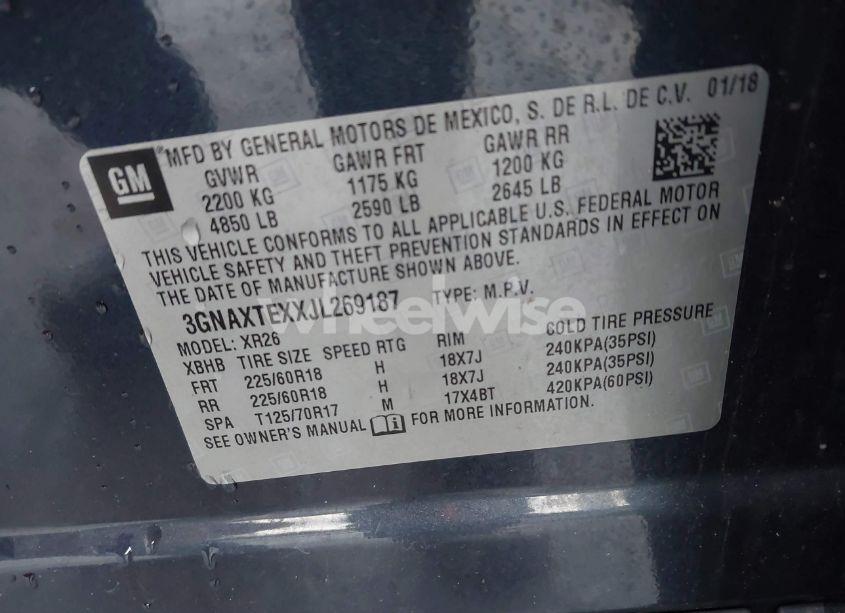 MFD BY GENERAL MOTORS DE MEXICO, S. DE R.L. DE C.V. 01/18
GM
GVWR GAWR FRT GAWR RR
2200 KG 1175 KG 1200 KG
4850 LB 2590 LB 2645 LB
THIS VEHICLE CONFORMS TO ALL APPLICABLE U.S. FEDERAL MOTOR
VEHICLE SAFETY AND THEFT PREVENTION STANDARDS IN EFFECT ON
THE DATE OF MANUFACTURE SHOWN ABOVE.
3GNAXTEXXJL269187 TYPE: M.P.V.
wheelwise
MODEL: XR26
XBHB TIRE SIZE SPEED RTG RIM COLD TIRE PRESSURE
FRT 225/60R18 H 18X7J 240KPA(35PSI)
RR 225/60R18 H 18X7J 240KPA(35PSI)
SPA T125/70R17 M 17X4BT 420KPA(60PSI)
SEE OWNER'S MANUAL FOR MORE INFORMATION.